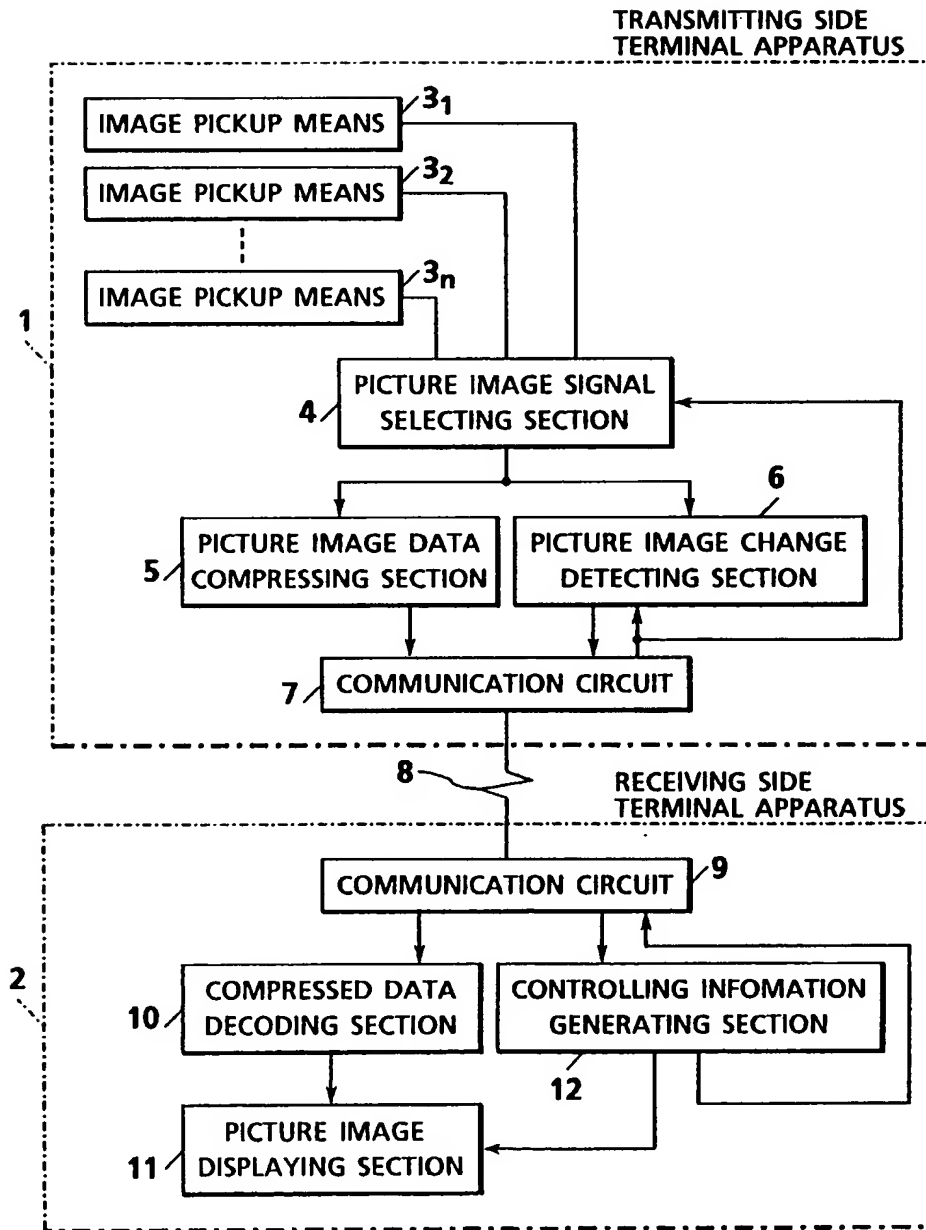 TRANSMITTING SIDE
TERMINAL APPARATUS
IMAGE PICKUP MEANS
3₁
IMAGE PICKUP MEANS
3₂
IMAGE PICKUP MEANS
3ₙ
1
PICTURE IMAGE SIGNAL
SELECTING SECTION
4
6
PICTURE IMAGE DATA
COMPRESSING SECTION
5
PICTURE IMAGE CHANGE
DETECTING SECTION
COMMUNICATION CIRCUIT
7
8
RECEIVING SIDE
TERMINAL APPARATUS
COMMUNICATION CIRCUIT
9
2
COMPRESSED DATA
DECODING SECTION
10
CONTROLLING INFOMATION
GENERATING SECTION
12
PICTURE IMAGE
DISPLAYING SECTION
11